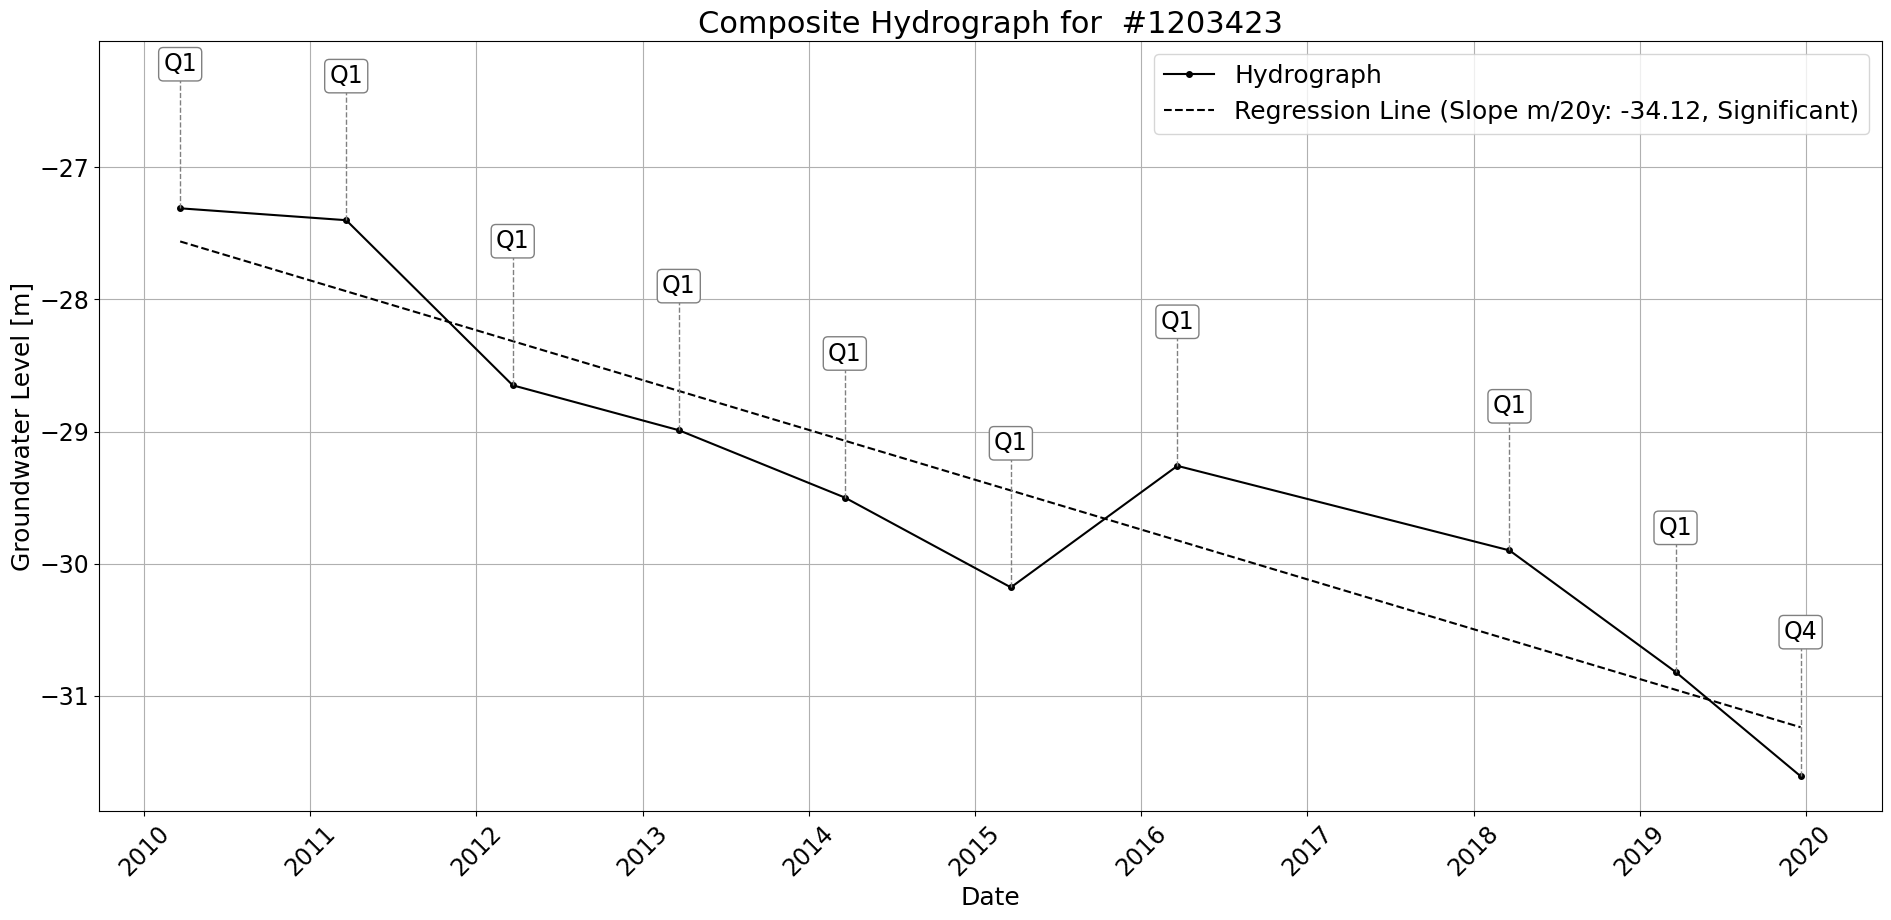 Composite Hydrograph for  #1203423
Hydrograph
Regression Line (Slope m/20y: -34.12, Significant)
Q1
Q1
Q1
Q1
Q1
Q1
Q1
Q1
Q1
Q4
Groundwater Level [m]
−27
−28
−29
−30
−31
2010
2011
2012
2013
2014
2015
2016
2017
2018
2019
2020
Date